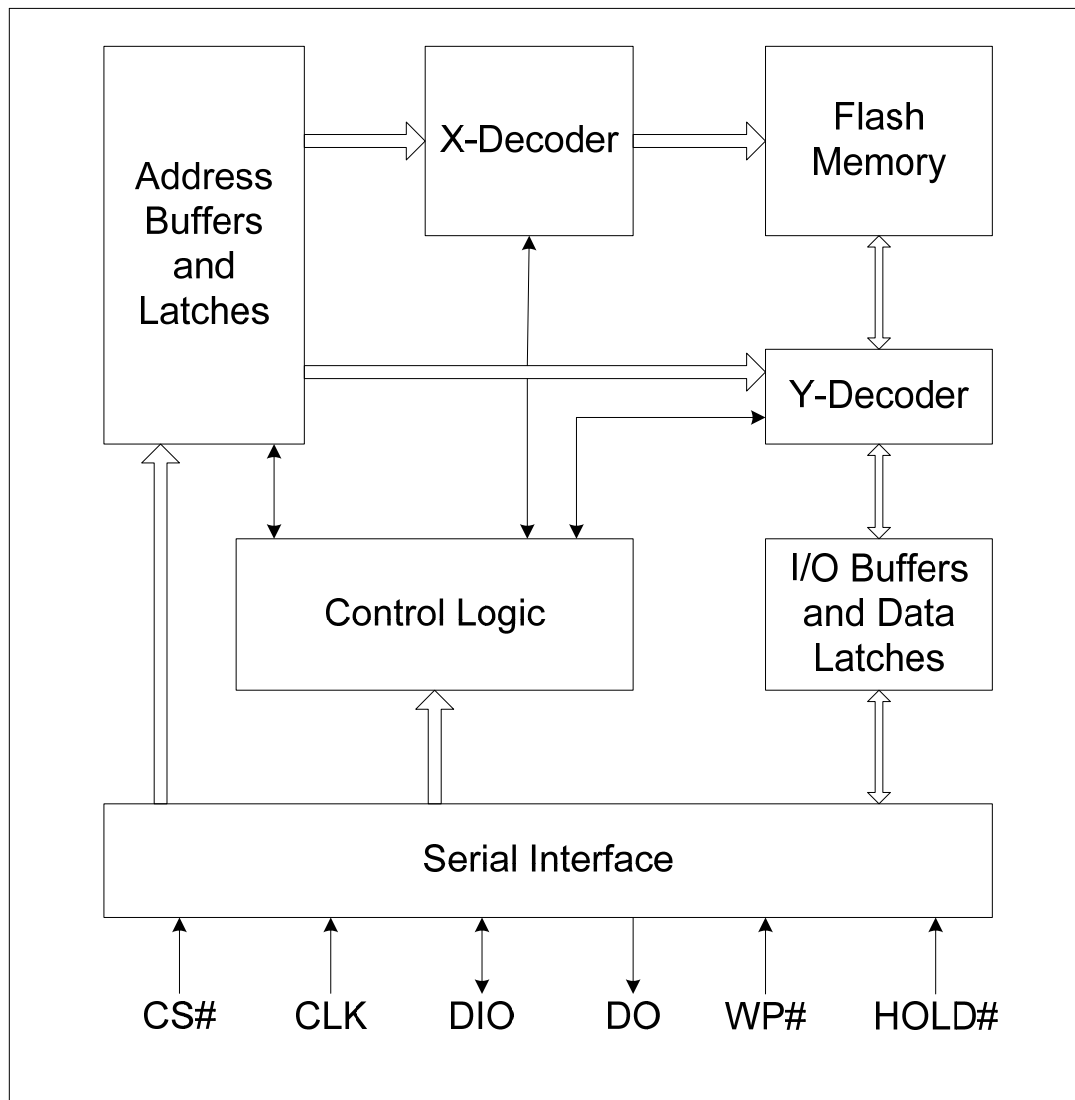 Address
Buffers
and
Latches
X-Decoder
Flash
Memory
Y-Decoder
Control Logic
I/O Buffers
and Data
Latches
Serial Interface
CS#
CLK
DIO
DO
WP#
HOLD#